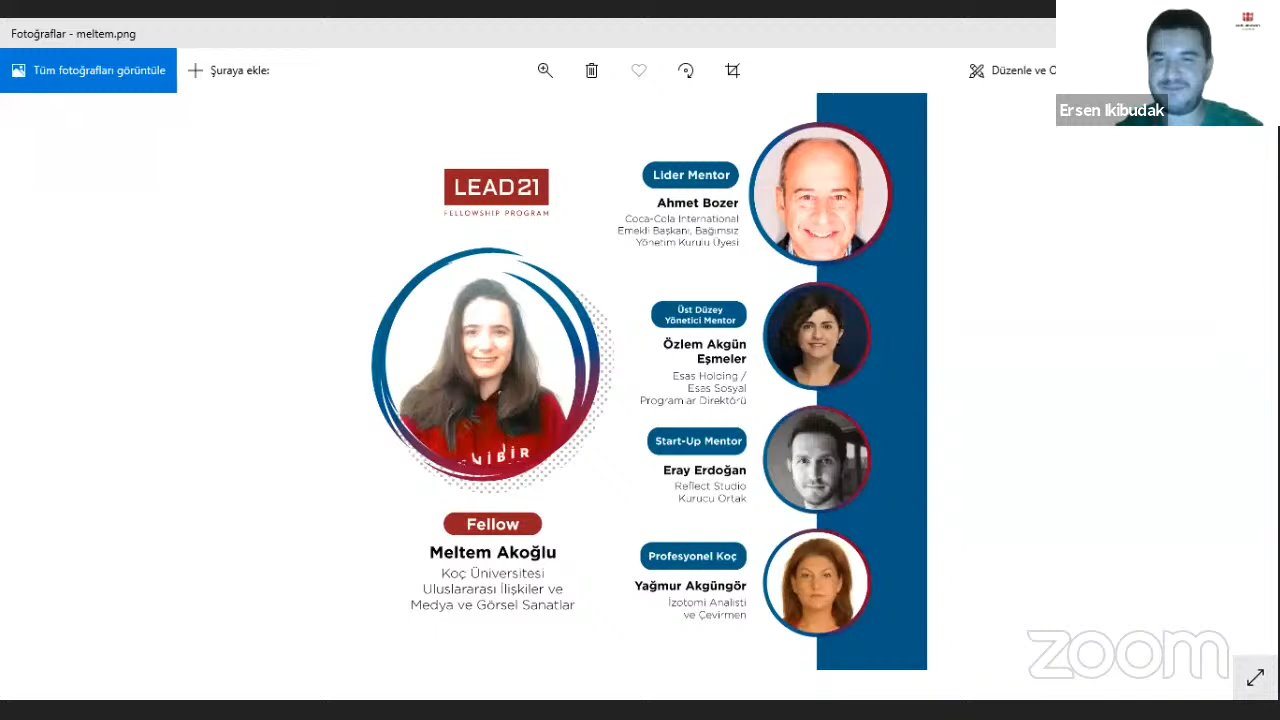 Fotoğraflar - meltem.png
Tüm fotoğrafları görüntüle
Şuraya ekle:
Düzenle ve O
Ersen Ikibudak
LEAD21
FELLOWSHIP PROGRAM
Fellow
Meltem Akoğlu
Koç Üniversitesi
Uluslararası İlişkiler ve
Medya ve Görsel Sanatlar
Lider Mentor
Ahmet Bozer
Coca-Cola International
Emekli Başkanı, Bağımsız
Yönetim Kurulu Üyesi
Üst Düzey
Yönetici Mentor
Özlem Akgün
Eşmeler
Esas Holding /
Esas Sosyal
Programlar Direktörü
Start-Up Mentor
Eray Erdoğan
Reflect Studio
Kurucu Ortak
Profesyonel Koç
Yağmur Akgüngör
İzotomi Analisti
ve Çevirmen
zoom